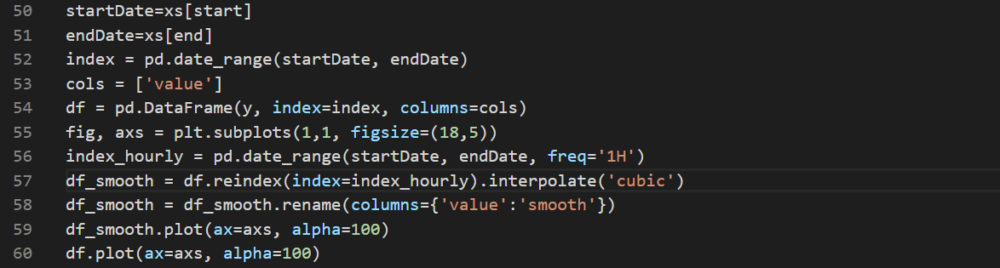 50 startDate=xs[start]
51 endDate=xs[end]
52 index = pd.date_range(startDate, endDate)
53 cols = ['value']
54 df = pd.DataFrame(y, index=index, columns=cols)
55 fig, axs = plt.subplots(1,1, figsize=(18,5))
56 index_hourly = pd.date_range(startDate, endDate, freq='1H')
57 df_smooth = df.reindex(index=index_hourly).interpolate('cubic')
58 df_smooth = df_smooth.rename(columns={'value':'smooth'})
59 df_smooth.plot(ax=axs, alpha=100)
60 df.plot(ax=axs, alpha=100)